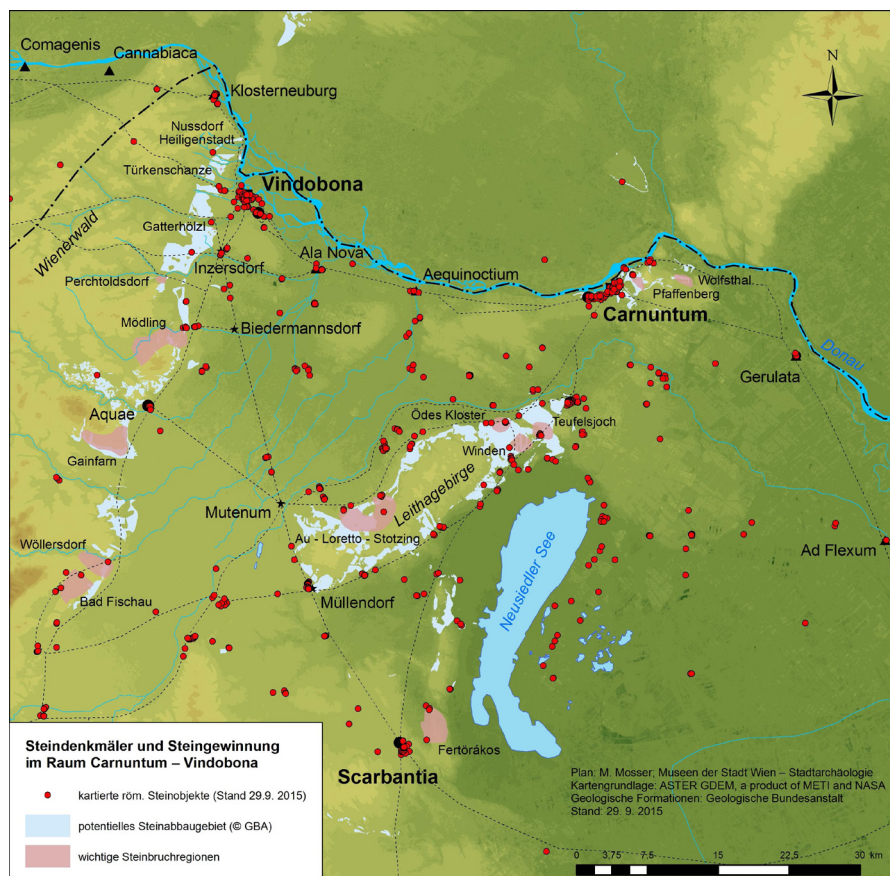 Comagenis
Cannabiaca
N
Klosterneuburg
Nussdorf
Heiligenstadt
Türkenschanze
Vindobona
Wienerwald
Gatterhölzl
Ala Nova
Inzersdorf
Aequinoctium
Perchtoldsdorf
Wolfsthal
Pfaffenberg
Carnuntum
Mödling
Biedermannsdorf
Donau
Gerulata
Aquae
Ödes Kloster
Teufelsjoch
Winden
Gainfarn
Leithagebirge
Mutenum
Au - Loretto - Stotzing
Wöllersdorf
Ad Flexum
Bad Fischau
Müllendorf
Neusiedler See
Fertörákos
Scarbantia
Steindenkmäler und Steingewinnung
im Raum Carnuntum – Vindobona
kartierte röm. Steinobjekte (Stand 29.9. 2015)
potentielles Steinabbaugebiet (© GBA)
wichtige Steinbruchregionen
Plan: M. Mosser; Museen der Stadt Wien – Stadtarchäologie
Kartengrundlage: ASTER GDEM, a product of METI and NASA
Geologische Formationen: Geologische Bundesanstalt
Stand: 29. 9. 2015
0 3,75 7,5 15 22,5 30 km